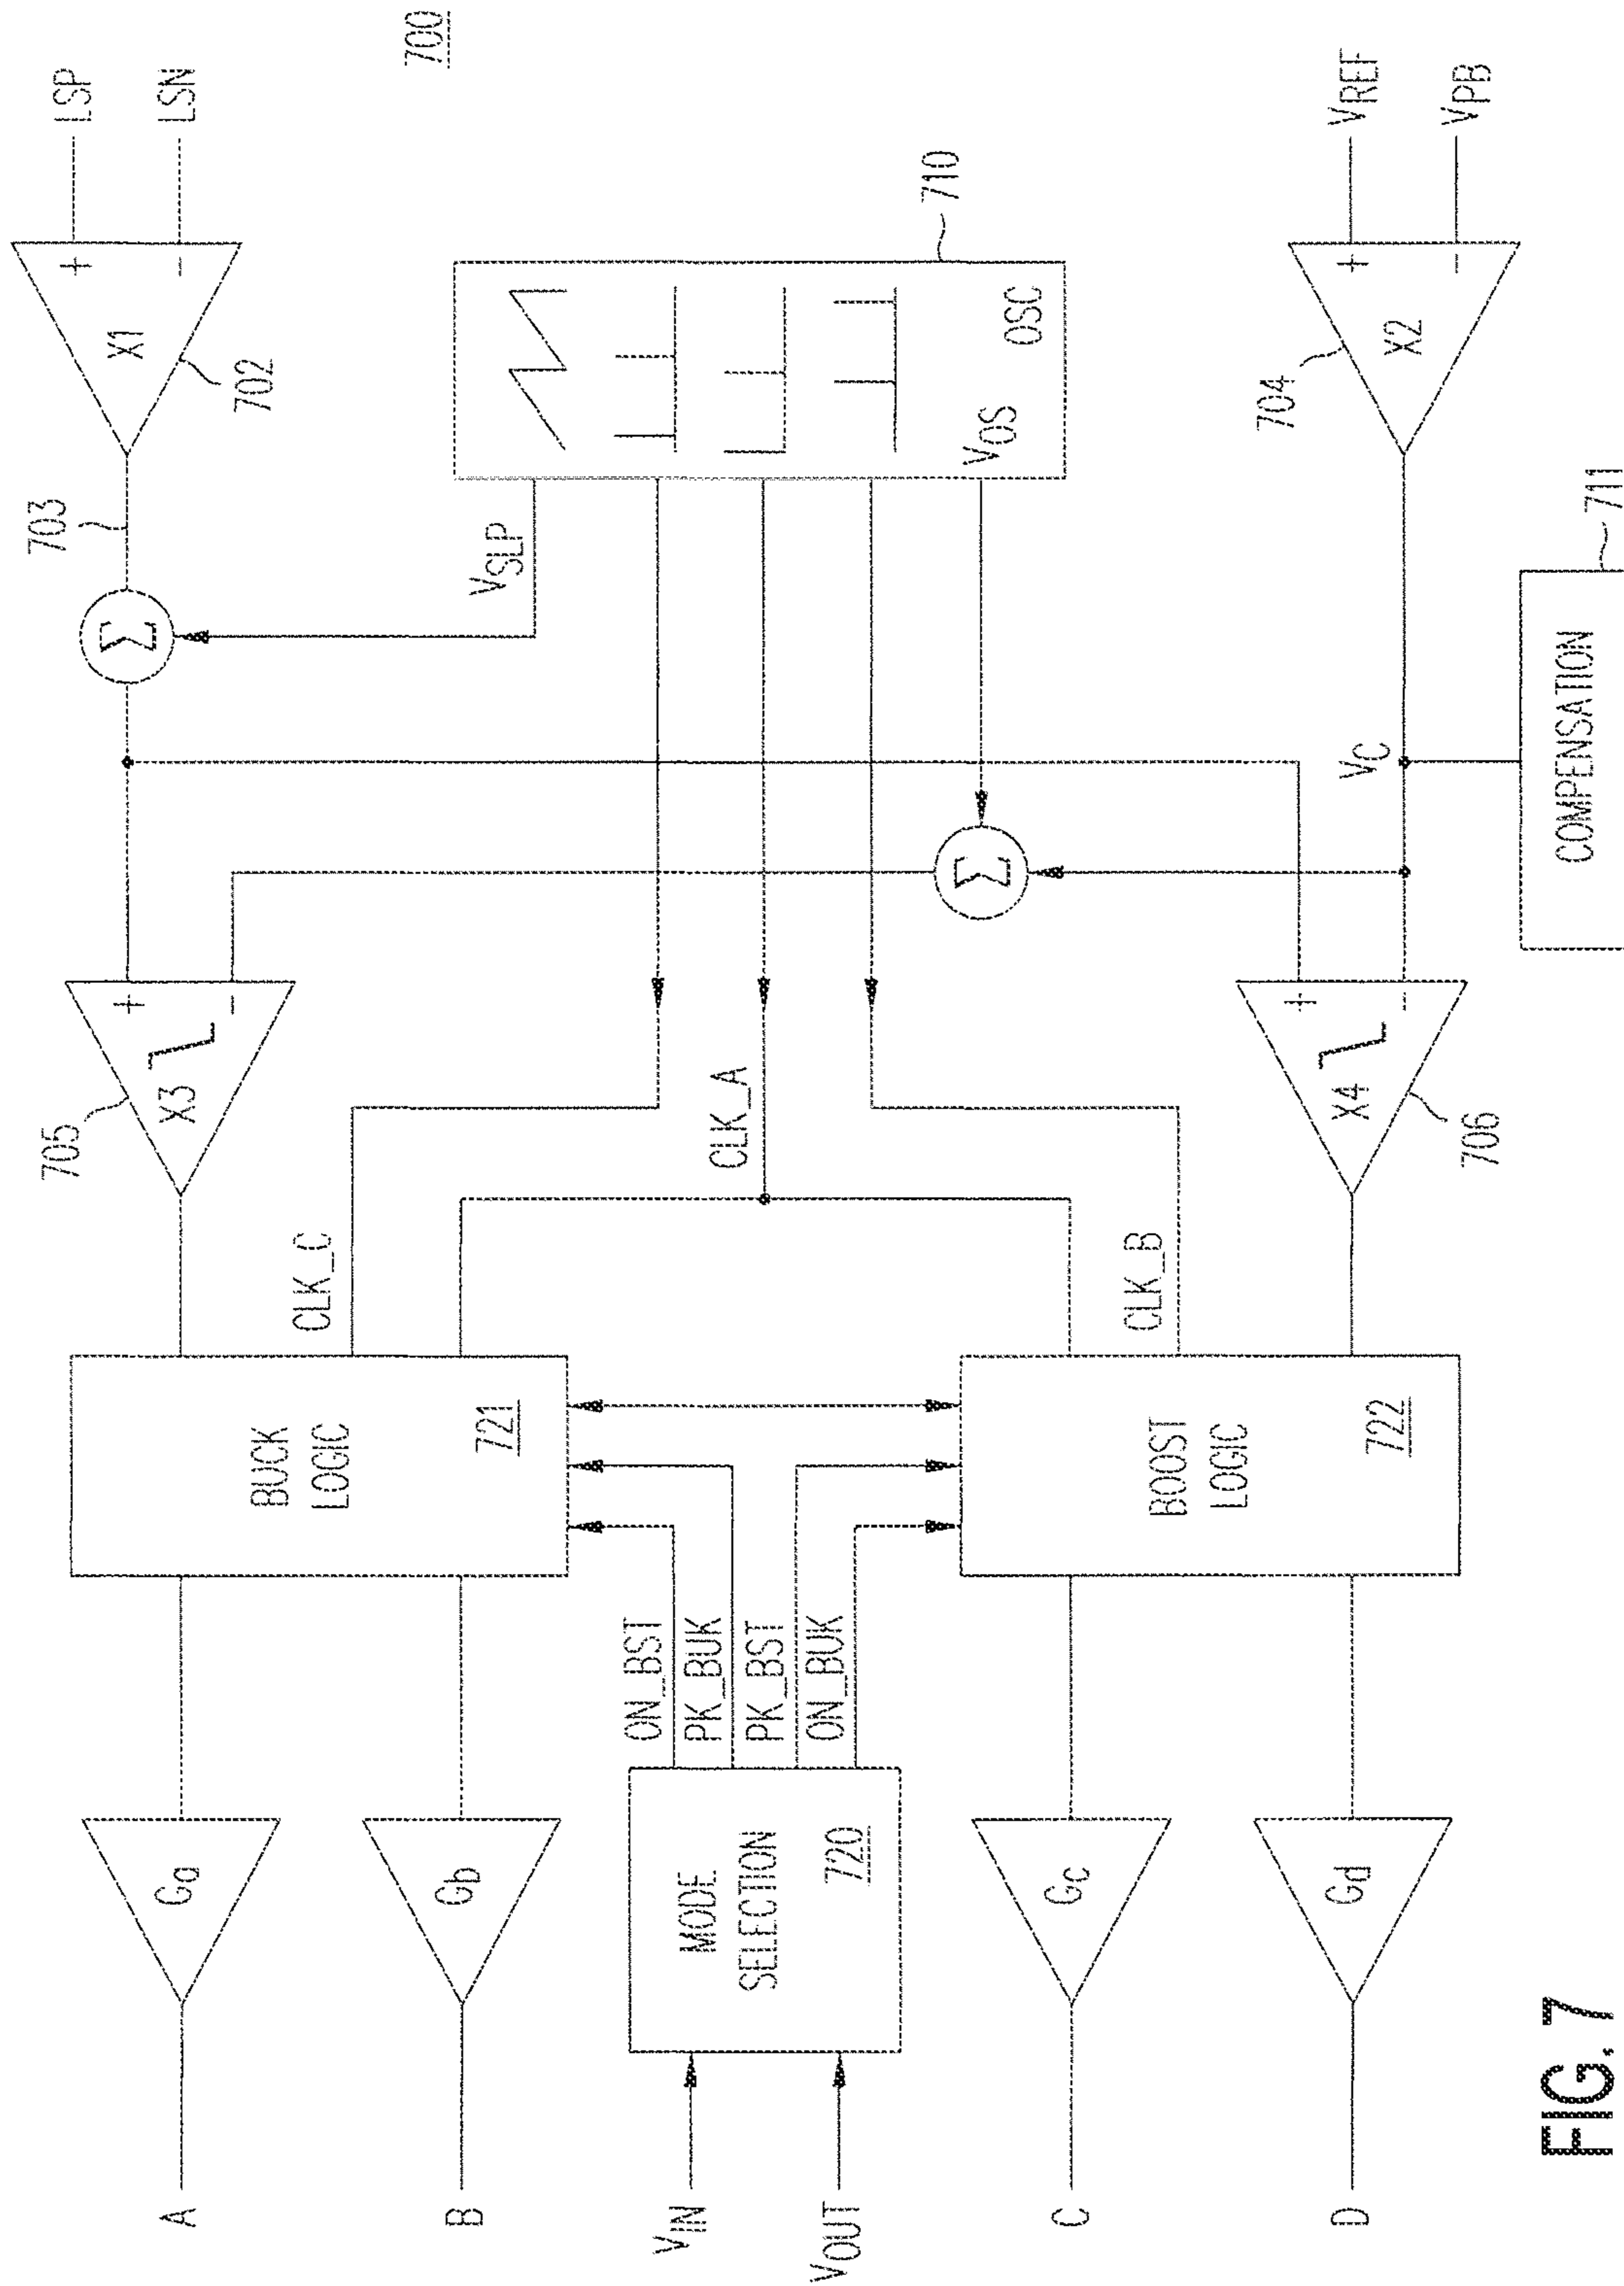 700
LSP
LSN
VREF
VPB
+
-
X1
702
703
Σ
VSLP
710
VOS
OSC
+
-
X2
704
711
COMPENSATION
VC
Σ
+
-
X3
705
+
-
X4
706
CLK_C
CLK_A
CLK_B
BUCK
LOGIC
721
BOOST
LOGIC
722
ON_BST
PK_BUK
PK_BST
ON_BUK
MODE
SELECTION
720
Ga
Gb
Gc
Gd
A
B
VIN
VOUT
C
D
FIG. 7